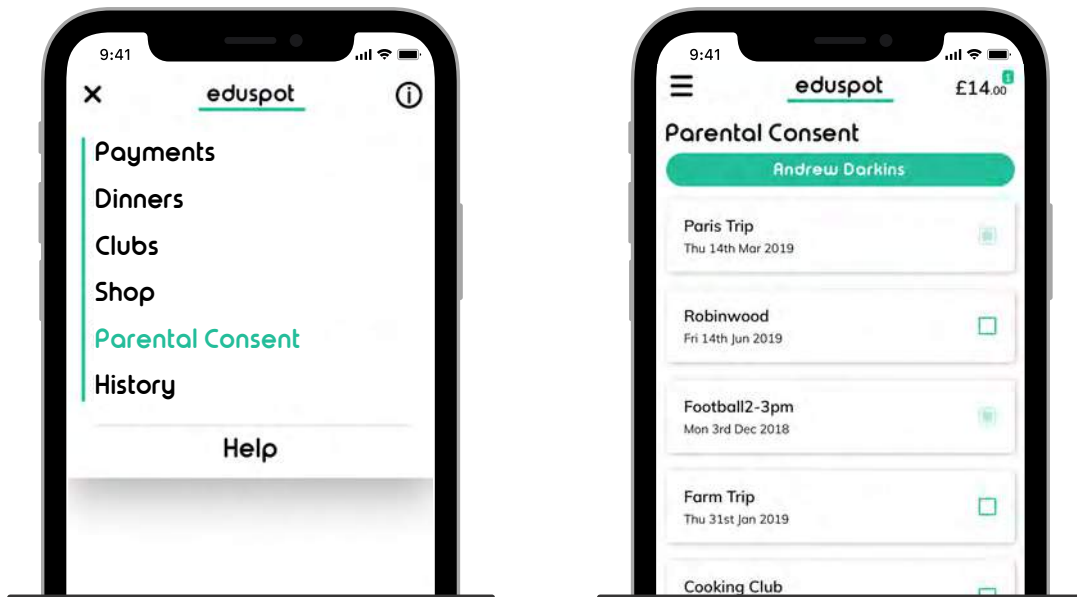 9:41
eduspot
Payments
Dinners
Clubs
Shop
Parental Consent
History
Help
9:41
eduspot
£14.00
1
Parental Consent
Andrew Darkins
Paris Trip
Thu 14th Mar 2019
Robinwood
Fri 14th Jun 2019
Football2-3pm
Mon 3rd Dec 2018
Farm Trip
Thu 31st Jan 2019
Cooking Club